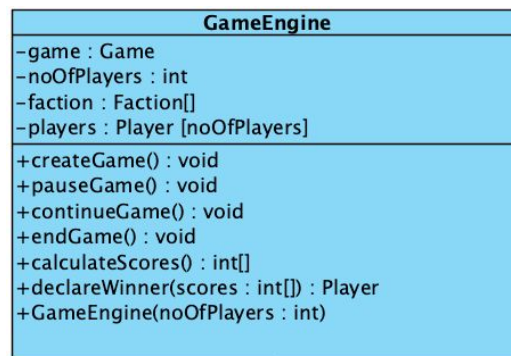 GameEngine
-game : Game
-noOfPlayers : int
-faction : Faction[]
-players : Player [noOfPlayers]
+createGame() : void
+pauseGame() : void
+continueGame() : void
+endGame() : void
+calculateScores() : int[]
+declareWinner(scores : int[]) : Player
+GameEngine(noOfPlayers : int)